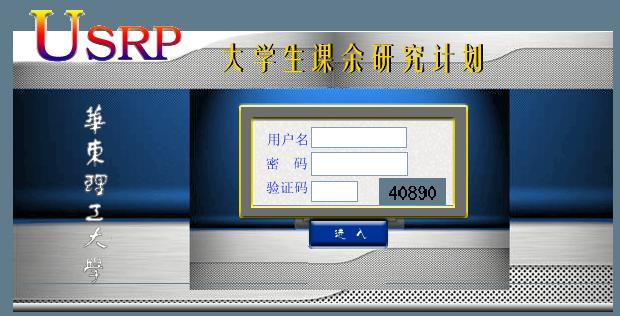 USRP
大学生课余研究计划
華東理工大學
用户名
密 码
验证码
40890
进 入